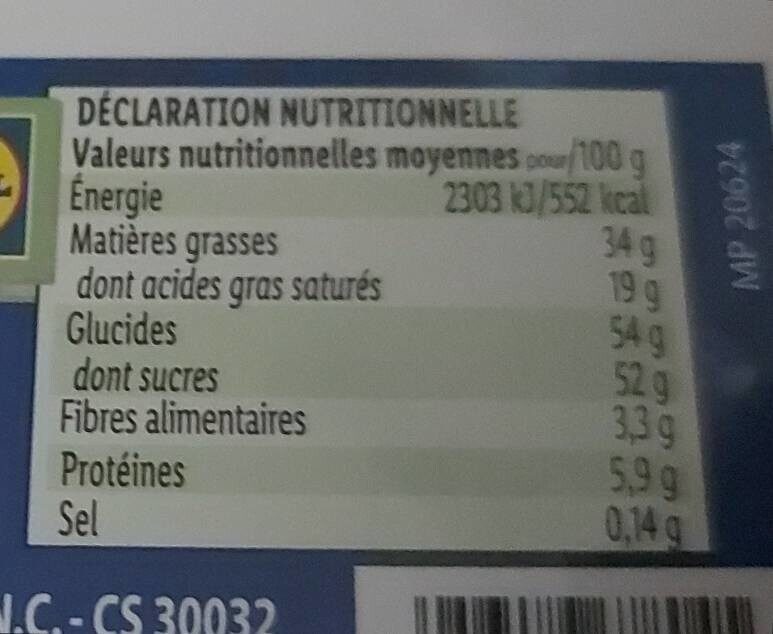 DÉCLARATION NUTRITIONNELLE
Valeurs nutritionnelles moyennes pour/100 g
Énergie 2303 kJ/552 kcal
Matières grasses 34 g
dont acides gras saturés 19 g
Glucides 54 g
dont sucres 52 g
Fibres alimentaires 3,3 g
Protéines 5,9 g
Sel 0,14 g
MP 20624
.C.- CS 30032